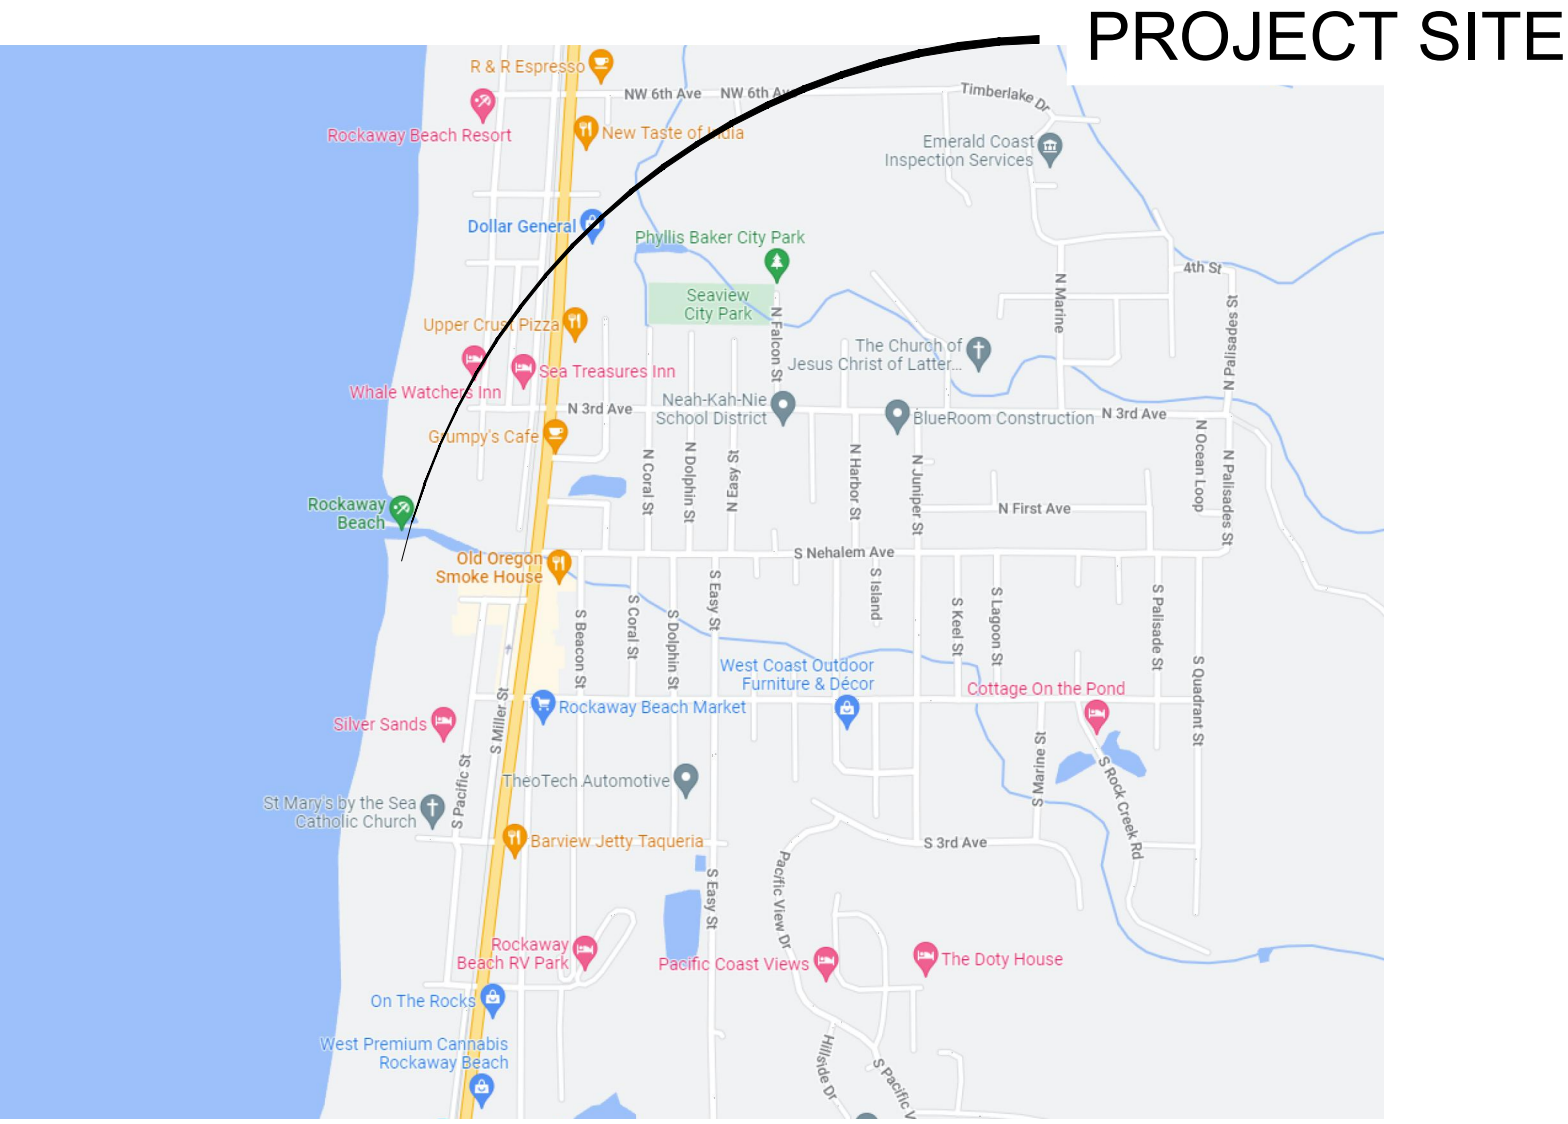 PROJECT SITE
R & R Espresso
NW 6th Ave
NW 6th Ave
Timberlake Dr
Rockaway Beach Resort
New Taste of India
Emerald Coast
Inspection Services
Dollar General
Phyllis Baker City Park
4th St
Seaview
City Park
N Marine
N Palisades St
Upper Crust Pizza
N Falcon St
The Church of
Jesus Christ of Latter...
Sea Treasures Inn
Whale Watchers Inn
N 3rd Ave
Neah-Kah-Nie
School District
BlueRoom Construction
N 3rd Ave
Grumpy's Cafe
N Coral St
N Dolphin St
N Easy St
N Harbor St
N Juniper St
N Ocean Loop
N Palisades St
Rockaway
Beach
N First Ave
Old Oregon
Smoke House
S Nehalem Ave
S Beacon St
S Coral St
S Dolphin St
S Easy St
S Island
S Keel St
S Lagoon St
S Palisade St
S Quadrant St
West Coast Outdoor
Furniture & Décor
Cottage On the Pond
Rockaway Beach Market
Silver Sands
S Miller St
S Pacific St
TheoTech Automotive
S Marine St
S Rock Creek Rd
St Mary's by the Sea
Catholic Church
Barview Jetty Taqueria
S 3rd Ave
S Easy St
Pacific View Dr
Rockaway
Beach RV Park
Pacific Coast Views
The Doty House
On The Rocks
West Premium Cannabis
Rockaway Beach
Hillside Dr
S Pacific V